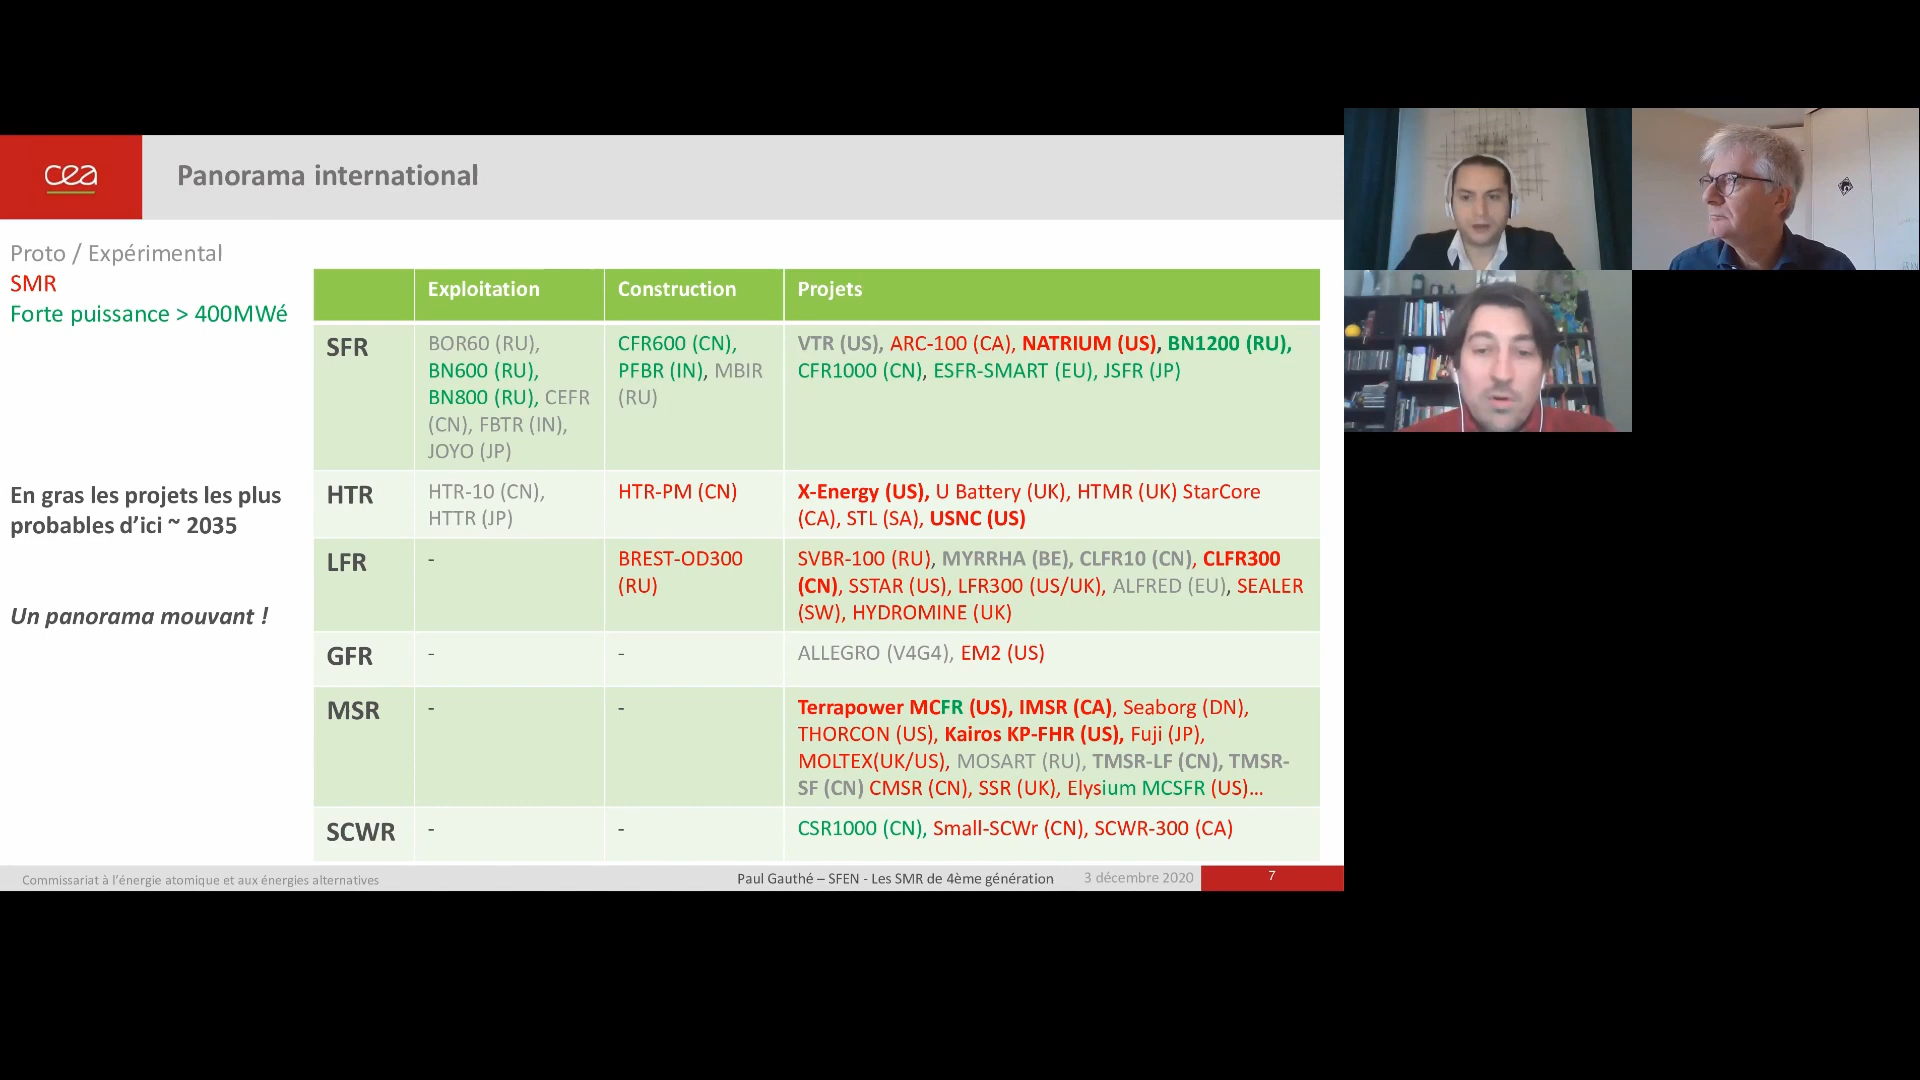 cea
Panorama international
Proto / Expérimental
SMR
Forte puissance > 400MWé
En gras les projets les plus
probables d'ici ~ 2035
Un panorama mouvant !
Exploitation
Construction
Projets
SFR
BOR60 (RU),
BN600 (RU),
BN800 (RU), CEFR
(CN), FBTR (IN),
JOYO (JP)
CFR600 (CN),
PFBR (IN), MBIR
(RU)
VTR (US), ARC-100 (CA), NATRIUM (US), BN1200 (RU),
CFR1000 (CN), ESFR-SMART (EU), JSFR (JP)
HTR
HTR-10 (CN),
HTTR (JP)
HTR-PM (CN)
X-Energy (US), U Battery (UK), HTMR (UK) StarCore
(CA), STL (SA), USNC (US)
LFR
-
BREST-OD300
(RU)
SVBR-100 (RU), MYRRHA (BE), CLFR10 (CN), CLFR300
(CN), SSTAR (US), LFR300 (US/UK), ALFRED (EU), SEALER
(SW), HYDROMINE (UK)
GFR
-
-
ALLEGRO (V4G4), EM2 (US)
MSR
-
-
Terrapower MCFR (US), IMSR (CA), Seaborg (DN),
THORCON (US), Kairos KP-FHR (US), Fuji (JP),
MOLTEX(UK/US), MOSART (RU), TMSR-LF (CN), TMSR-
SF (CN) CMSR (CN), SSR (UK), Elysium MCSFR (US)...
SCWR
-
-
CSR1000 (CN), Small-SCWr (CN), SCWR-300 (CA)
Commissariat à l'énergie atomique et aux énergies alternatives
Paul Gauthé – SFEN - Les SMR de 4ème génération
3 décembre 2020
7